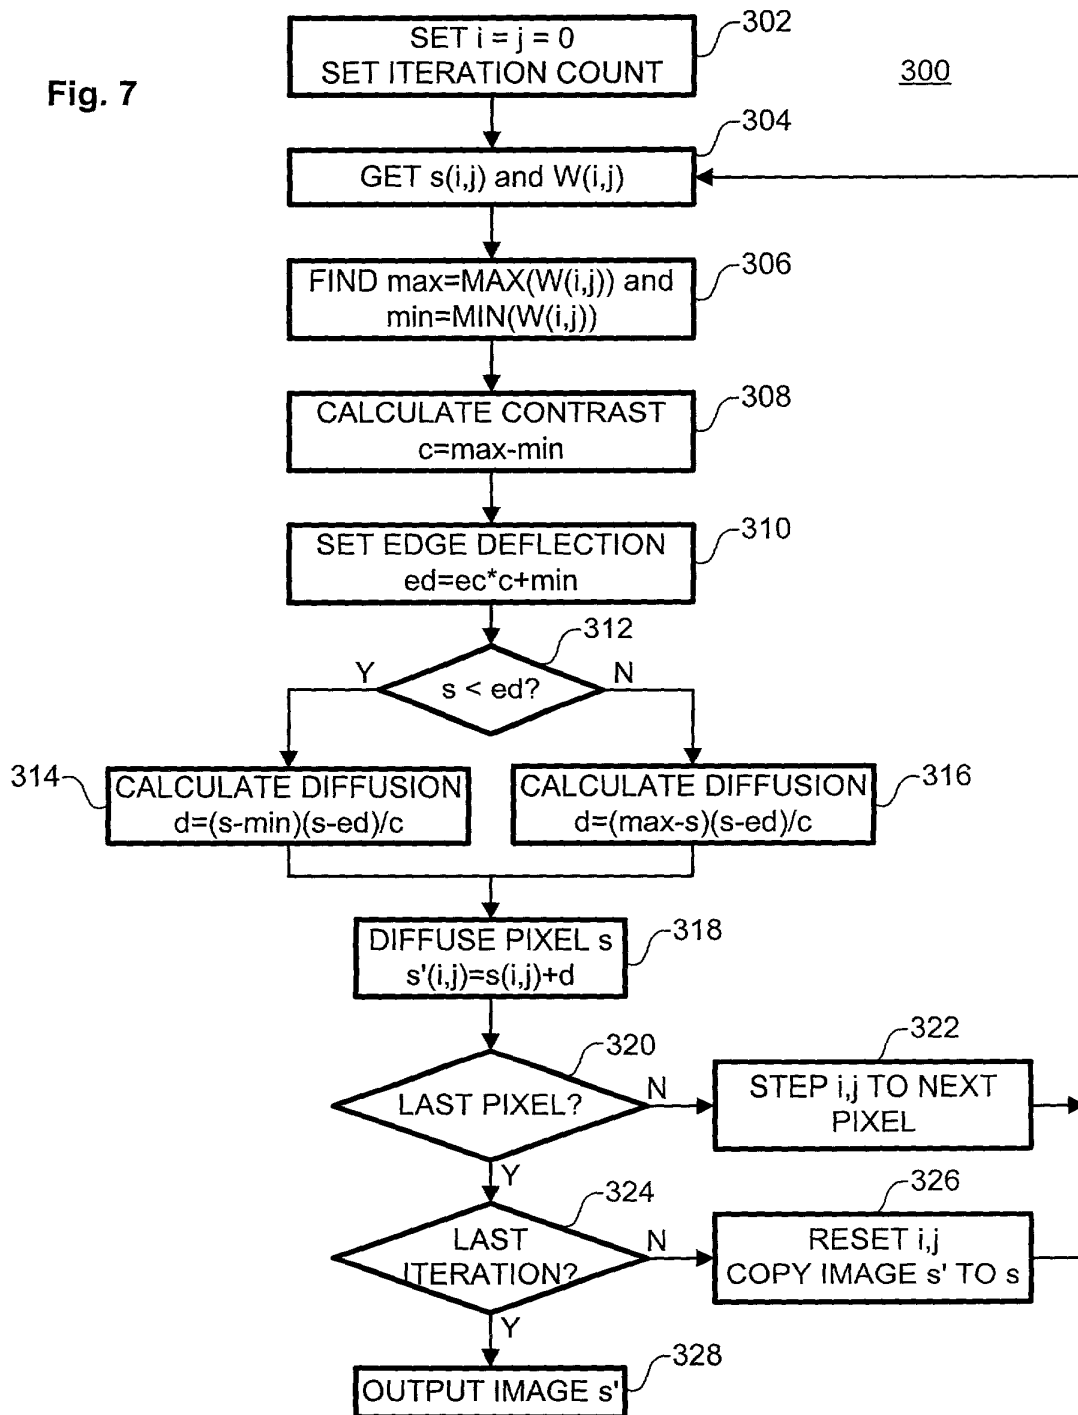 Fig. 7
300
SET i = j = 0
SET ITERATION COUNT
302
GET s(i,j) and W(i,j)
304
FIND max=MAX(W(i,j)) and
min=MIN(W(i,j))
306
CALCULATE CONTRAST
c=max-min
308
SET EDGE DEFLECTION
ed=ec*c+min
310
312
Y
s < ed?
N
314
CALCULATE DIFFUSION
d=(s-min)(s-ed)/c
CALCULATE DIFFUSION
d=(max-s)(s-ed)/c
316
DIFFUSE PIXEL s
s'(i,j)=s(i,j)+d
318
320
LAST PIXEL?
N
322
STEP i,j TO NEXT
PIXEL
Y
324
LAST
ITERATION?
N
326
RESET i,j
COPY IMAGE s' TO s
Y
OUTPUT IMAGE s'
328